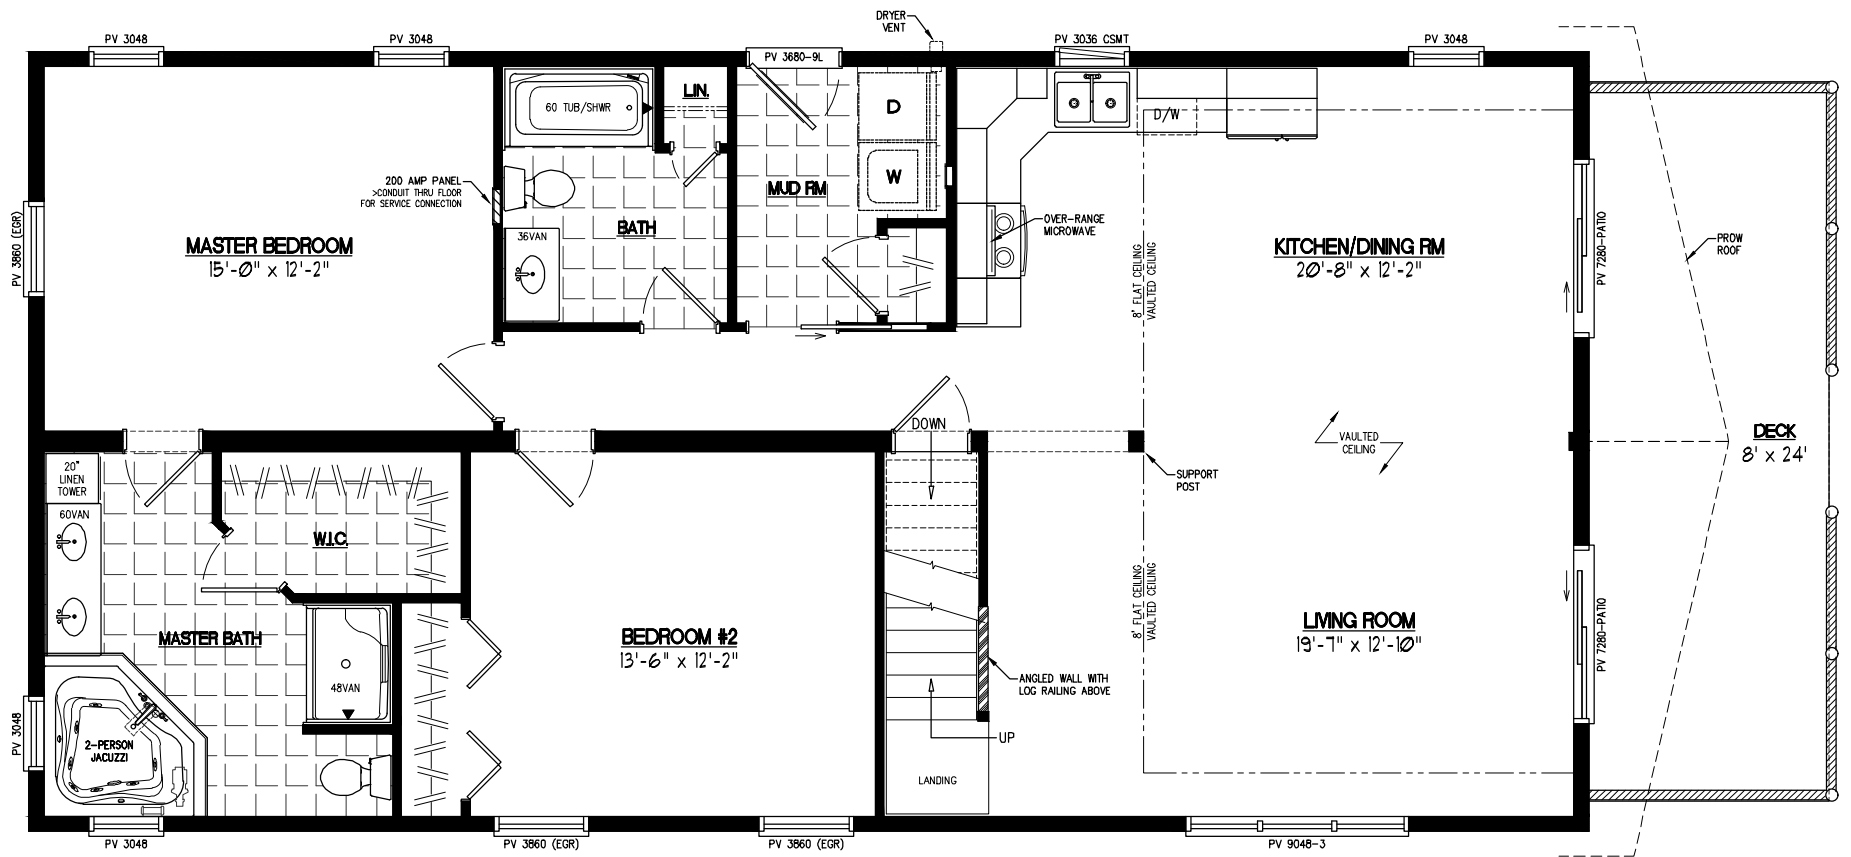 DRYER
VENT
PV 3048
PV 3048
PV 3680-9L
PV 3036 CSMT
PV 3048
60 TUB/SHWR
LIN.
D
D/W
W
200 AMP PANEL
>CONDUIT THRU FLOOR
FOR SERVICE CONNECTION
MUD RM
BATH
36VAN
OVER-RANGE
MICROWAVE
PV 3860 (EGR)
MASTER BEDROOM
15'-0" x 12'-2"
8' FLAT CEILING
VAULTED CEILING
KITCHEN/DINING RM
20'-8" x 12'-2"
PV 7280-PATIO
PROW
ROOF
DOWN
VAULTED
CEILING
DECK
8' x 24'
SUPPORT
POST
20"
LINEN
TOWER
60VAN
W.I.C.
MASTER BATH
48VAN
BEDROOM #2
13'-6" x 12'-2"
8' FLAT CEILING
VAULTED CEILING
LIVING ROOM
19'-7" x 12'-10"
PV 7280-PATIO
ANGLED WALL WITH
LOG RAILING ABOVE
PV 3048
2-PERSON
JACUZZI
UP
LANDING
PV 3048
PV 3860 (EGR)
PV 3860 (EGR)
PV 9048-3